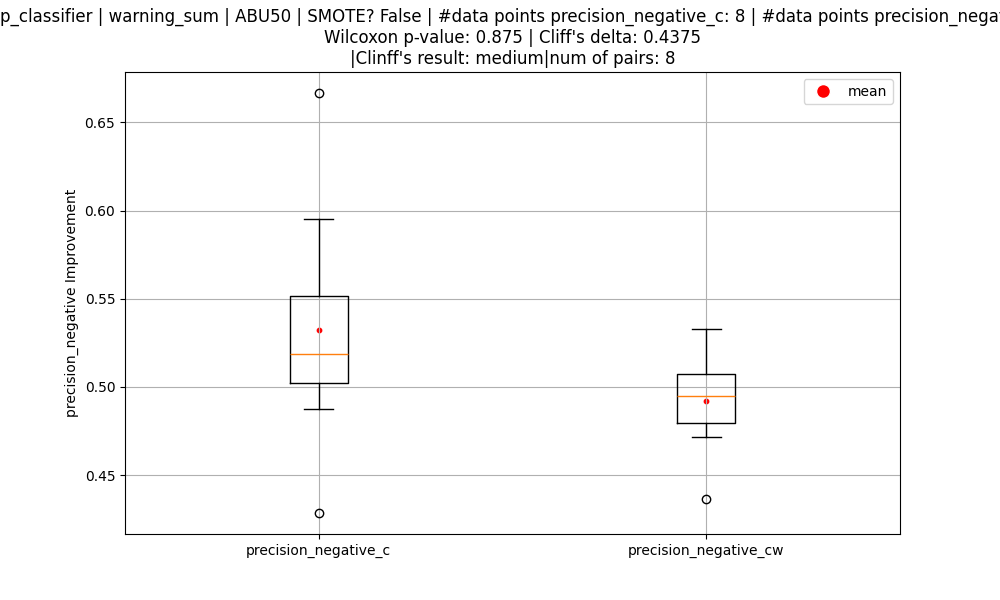 p_classifier | warning_sum | ABU50 | SMOTE? False | #data points precision_negative_c: 8 | #data points
Wilcoxon p-value: 0.875 | Cliff's delta: 0.4375
|Clinff's result: medium|num of pairs: 8
mean
0.65
0.60
0.55
0.50
0.45
precision_negative Improvement
precision_negative_c
precision_negative_cw